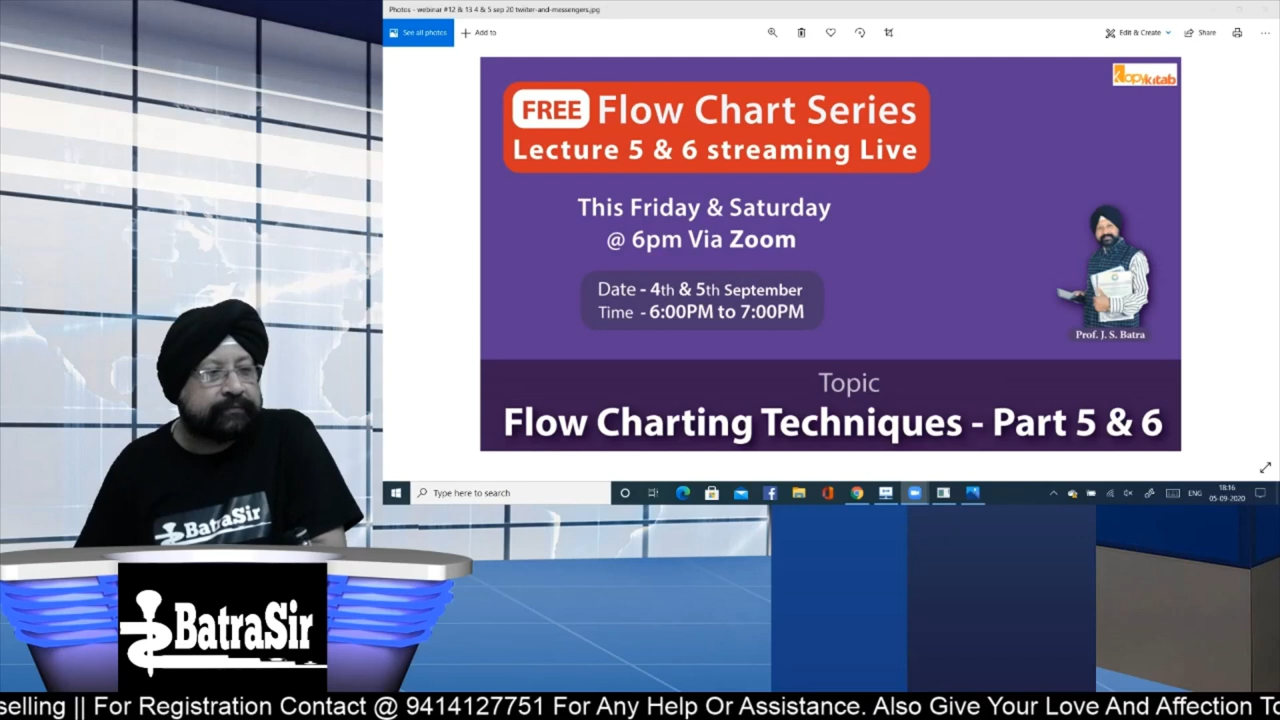 Photos - webinar #12 & 13 4 & 5 sep 20 twiiter-and-messengers.jpg
See all photos
Add to
Edit & Create
Share
kopykitab
FREE Flow Chart Series
Lecture 5 & 6 streaming Live
This Friday & Saturday
@ 6pm Via Zoom
Date - 4th & 5th September
Time - 6:00PM to 7:00PM
Prof. J. S. Batra
Topic
Flow Charting Techniques - Part 5 & 6
Type here to search
ENG
18:16
05-09-2020
BatraSir
BatraSir
selling || For Registration Contact @ 9414127751 For Any Help Or Assistance. Also Give Your Love And Affection To